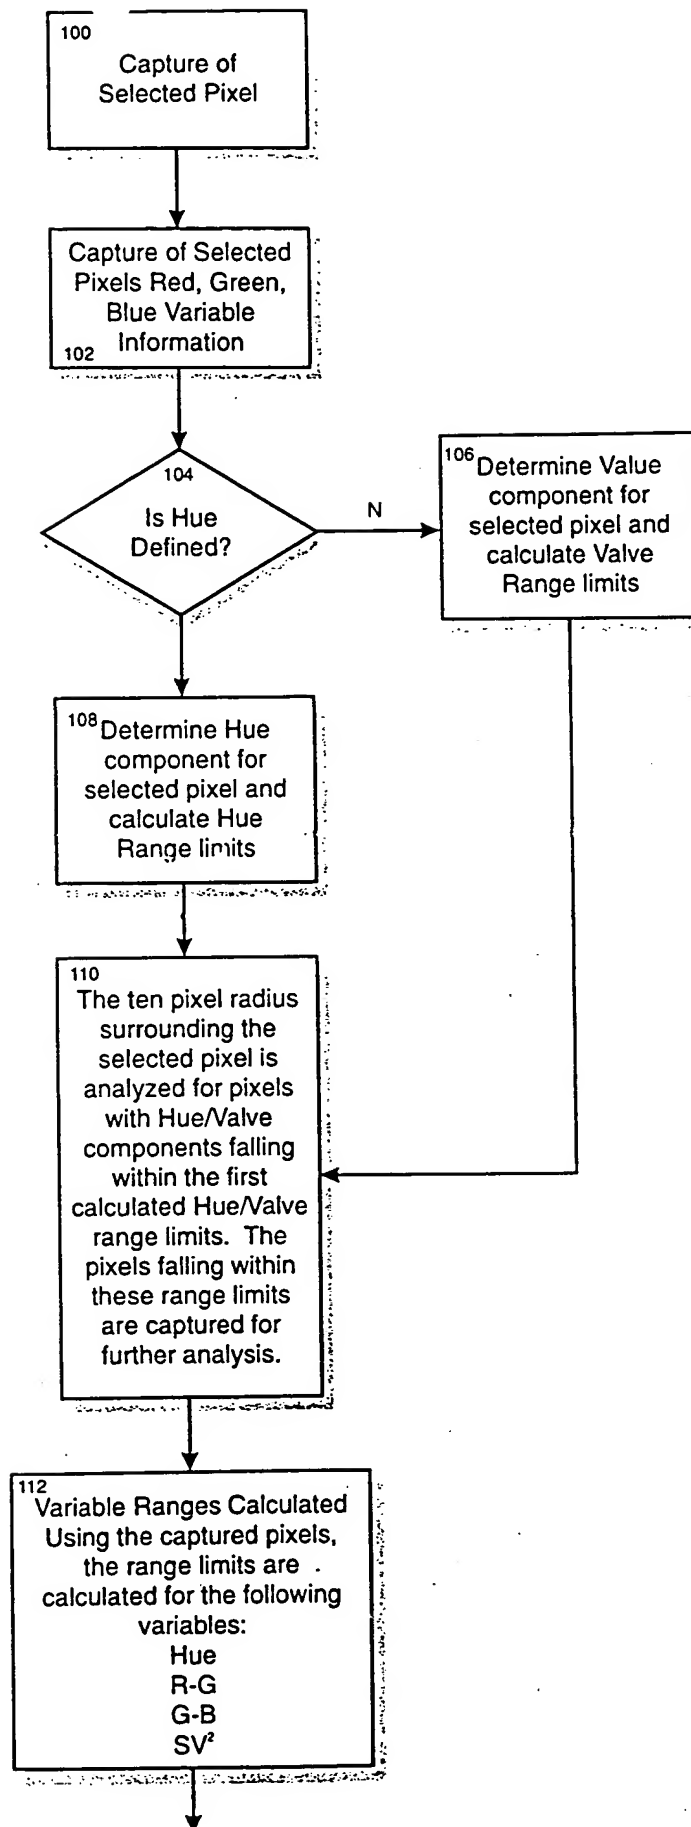 100
Capture of
Selected Pixel
Capture of Selected
Pixels Red, Green,
Blue Variable
Information
102
104
Is Hue
Defined?
N
106 Determine Value
component for
selected pixel and
calculate Valve
Range limits
108 Determine Hue
component for
selected pixel and
calculate Hue
Range limits
110
The ten pixel radius
surrounding the
selected pixel is
analyzed for pixels
with Hue/Valve
components falling
within the first
calculated Hue/Valve
range limits. The
pixels falling within
these range limits
are captured for
further analysis.
112
Variable Ranges Calculated
Using the captured pixels,
the range limits are
calculated for the following
variables:
Hue
R-G
G-B
SV²